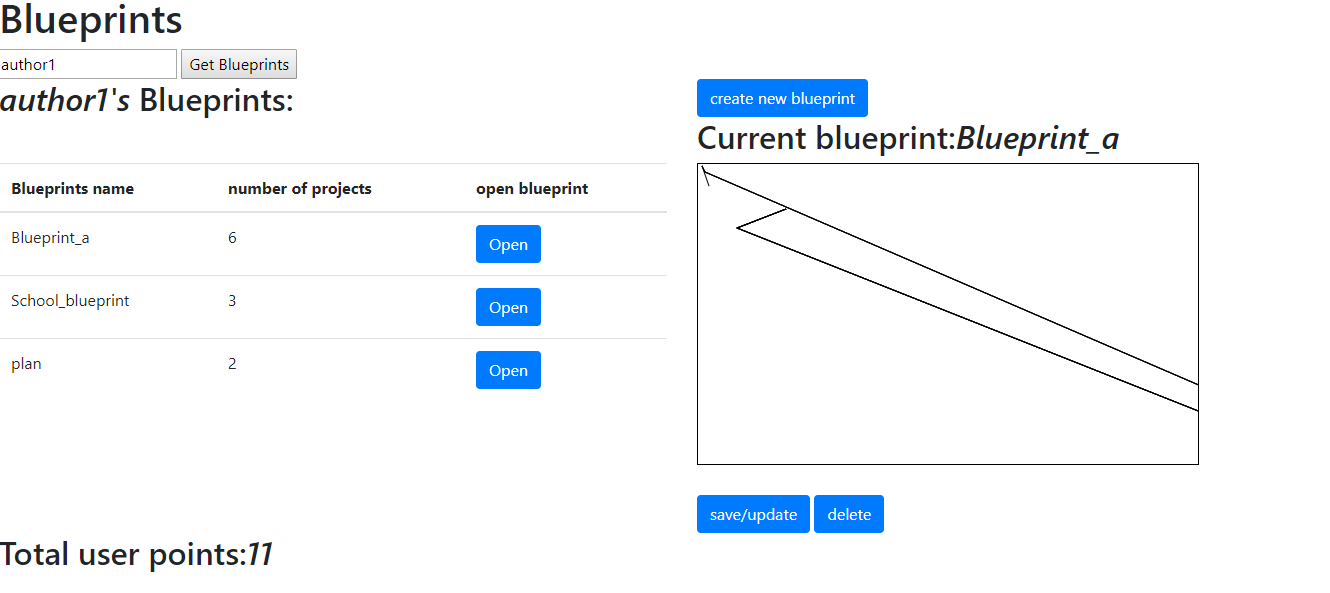 Blueprints
author1 Get Blueprints
author1's Blueprints:
create new blueprint
Current blueprint:Blueprint_a
Blueprints name number of projects open blueprint
Blueprint_a 6 Open
School_blueprint 3 Open
plan 2 Open
save/update delete
Total user points:11